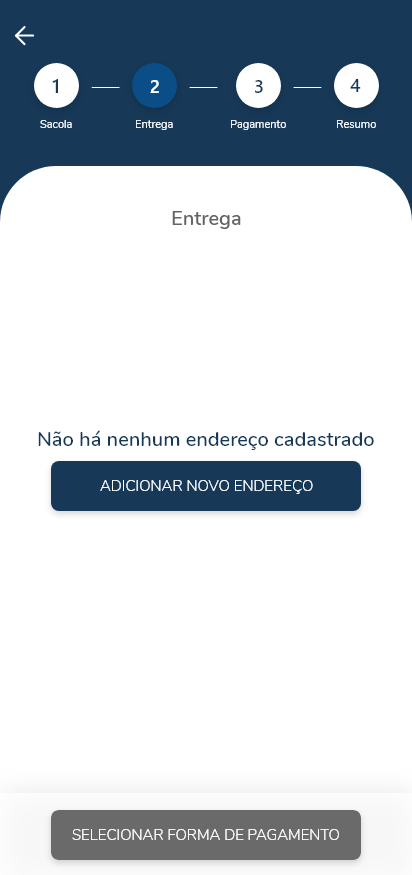 1 2 3 4
Sacola Entrega Pagamento Resumo
Entrega
Não há nenhum endereço cadastrado
ADICIONAR NOVO ENDEREÇO
SELECIONAR FORMA DE PAGAMENTO